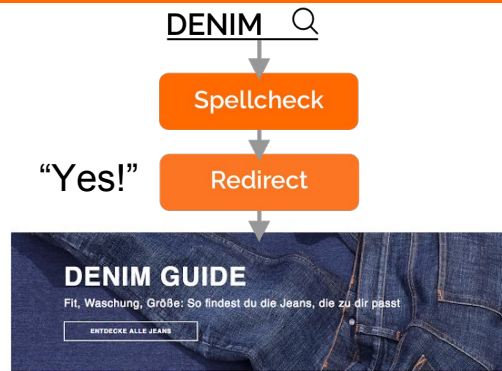 DENIM
Spellcheck
“Yes!”
Redirect
DENIM GUIDE
Fit, Waschung, Größe: So findest du die Jeans, die zu dir passt
ENTDECKE ALLE JEANS